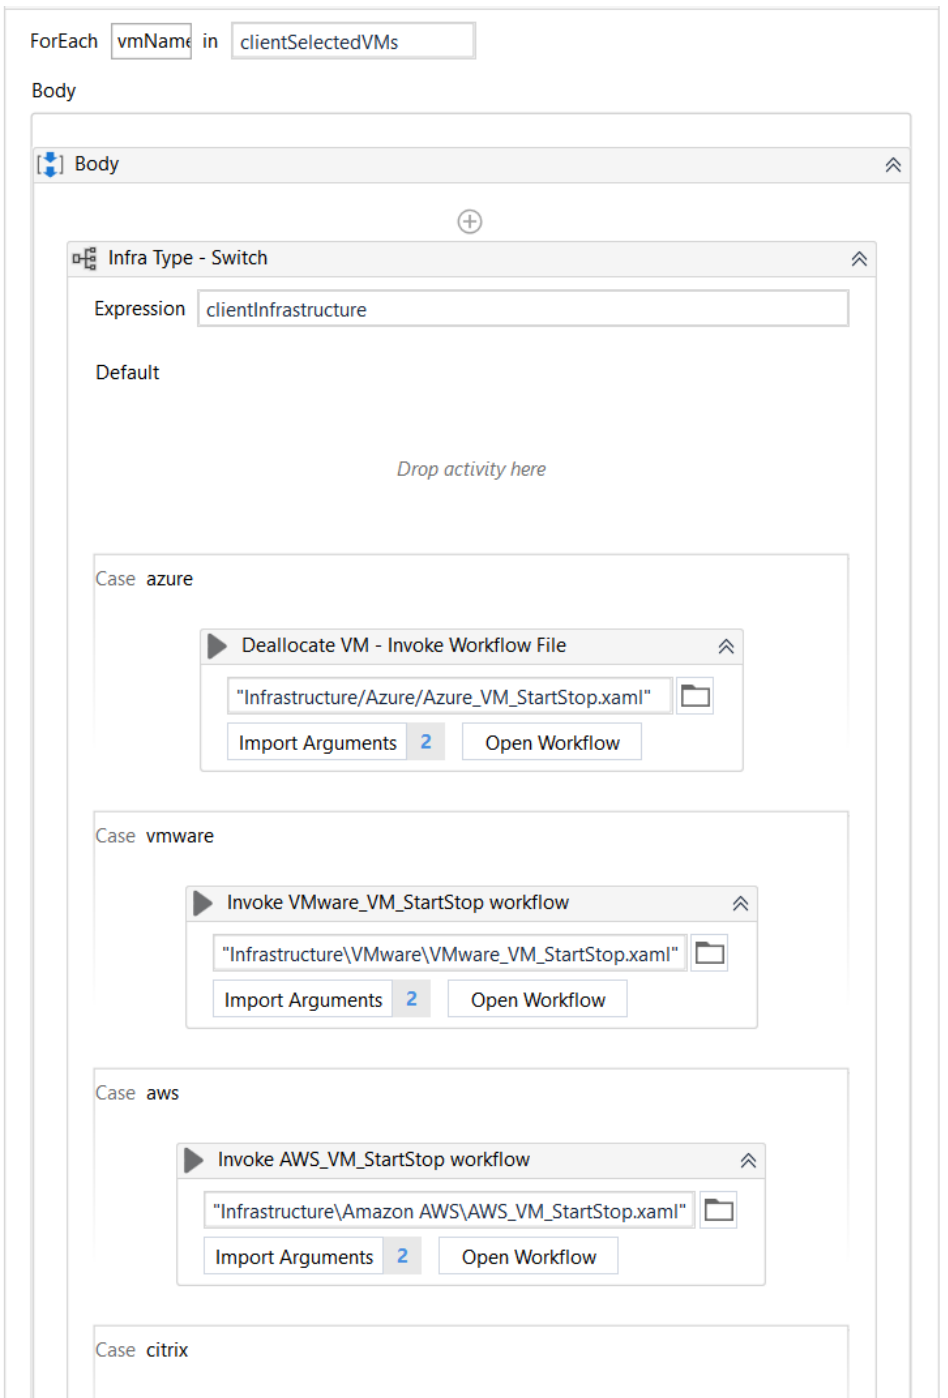 ForEach vmName in clientSelectedVMs
Body
Body
Infra Type - Switch
Expression clientInfrastructure
Default
Drop activity here
Case azure
Deallocate VM - Invoke Workflow File
"Infrastructure/Azure/Azure_VM_StartStop.xaml"
Import Arguments 2 Open Workflow
Case vmware
Invoke VMware_VM_StartStop workflow
"Infrastructure\VMware\VMware_VM_StartStop.xaml"
Import Arguments 2 Open Workflow
Case aws
Invoke AWS_VM_StartStop workflow
"Infrastructure\Amazon AWS\AWS_VM_StartStop.xaml"
Import Arguments 2 Open Workflow
Case citrix